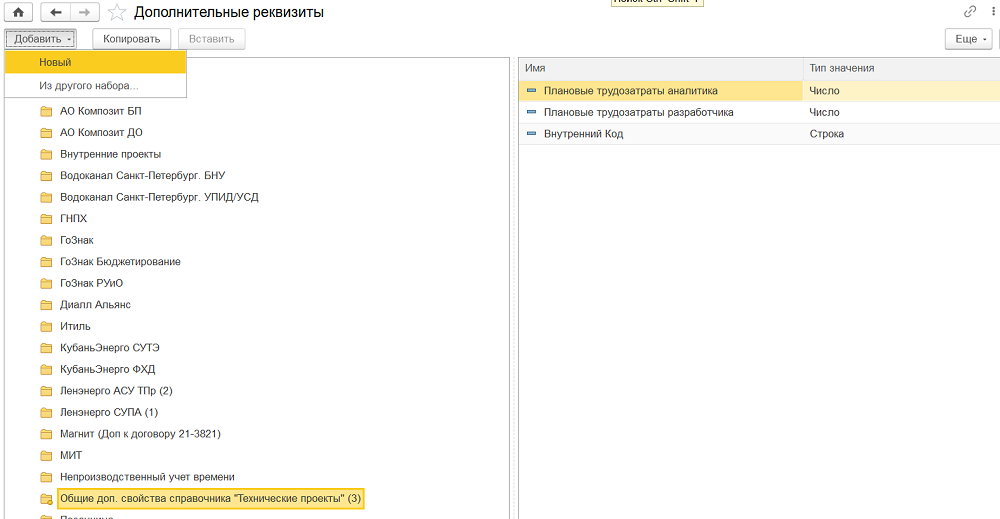 Поиск Ctrl+Shift+F
Дополнительные реквизиты
Добавить Копировать Вставить Еще
Новый
Из другого набора...
АО Композит БП
АО Композит ДО
Внутренние проекты
Водоканал Санкт-Петербург. БНУ
Водоканал Санкт-Петербург. УПИД/УСД
ГНПХ
ГоЗнак
ГоЗнак Бюджетирование
ГоЗнак РУиО
Диалл Альянс
Итиль
КубаньЭнерго СУТЭ
КубаньЭнерго ФХД
Ленэнерго АСУ ТПр (2)
Ленэнерго СУПА (1)
Магнит (Доп к договору 21-3821)
МИТ
Непроизводственный учет времени
Общие доп. свойства справочника "Технические проекты" (3)
Имя Тип значения
Плановые трудозатраты аналитика Число
Плановые трудозатраты разработчика Число
Внутренний Код Строка